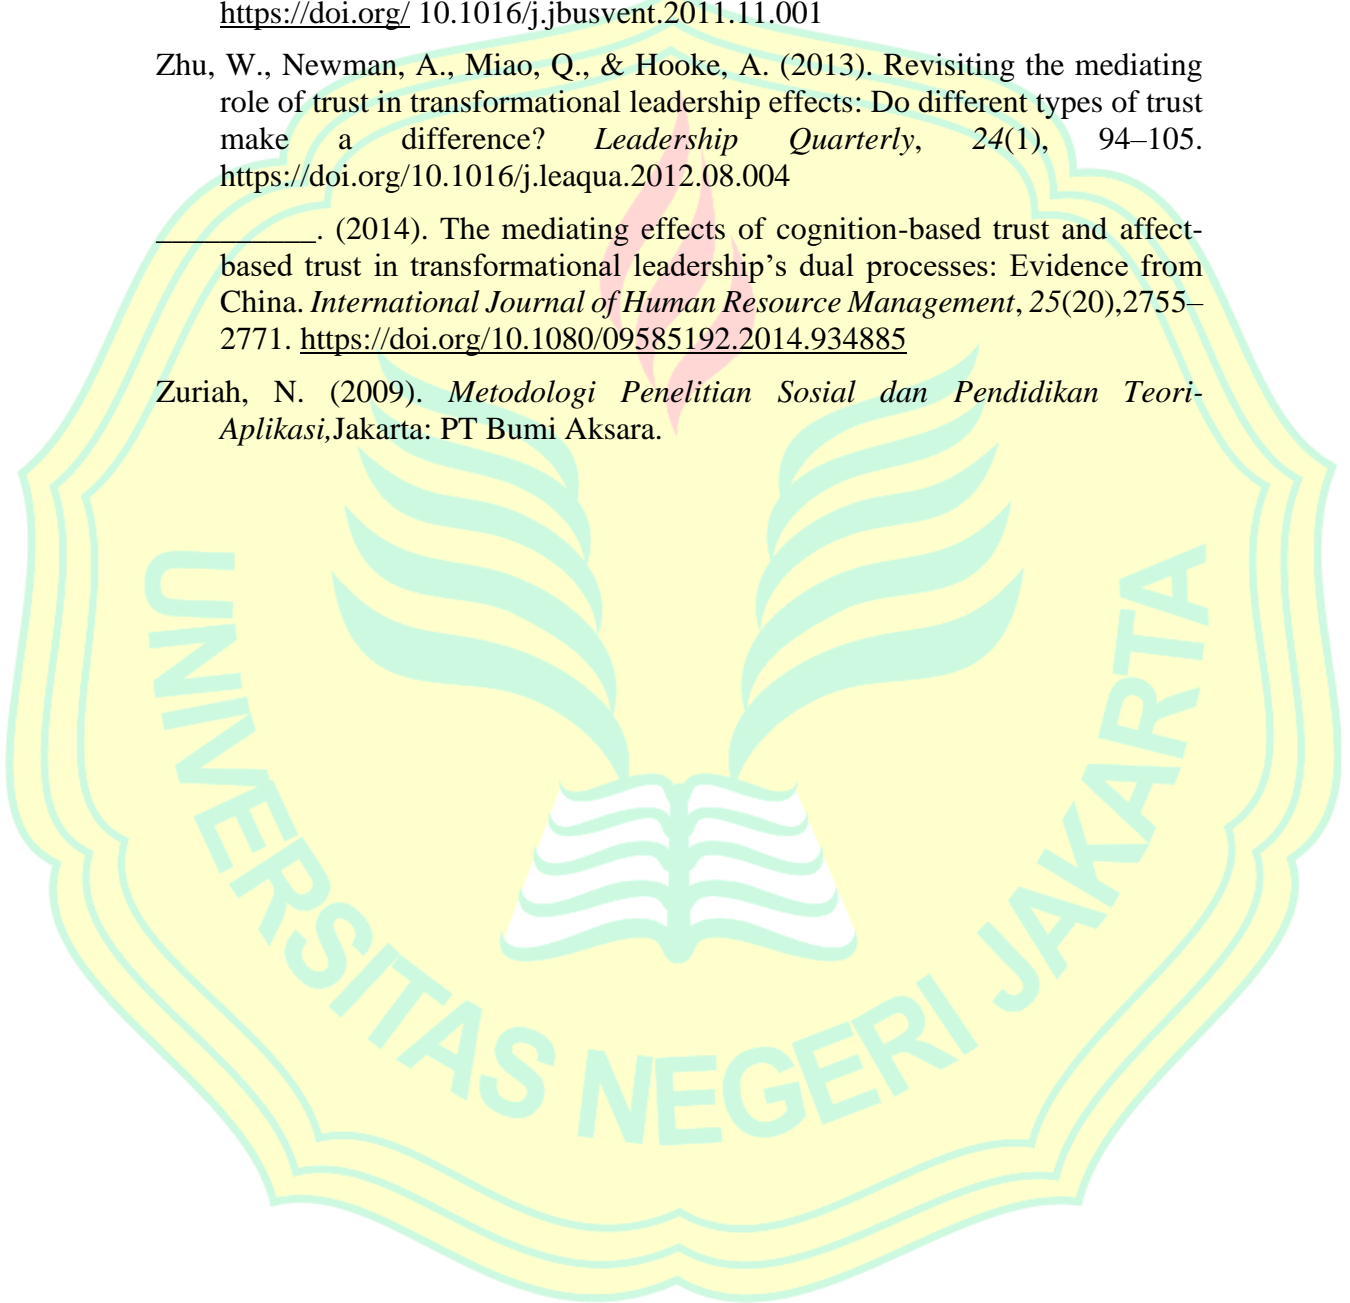 https://doi.org/ 10.1016/j.jbusvent.2011.11.001
Zhu, W., Newman, A., Miao, Q., & Hooke, A. (2013). Revisiting the mediating
role of trust in transformational leadership effects: Do different types of trust
make a difference? Leadership Quarterly, 24(1), 94–105.
https://doi.org/10.1016/j.leaqua.2012.08.004
__________. (2014). The mediating effects of cognition-based trust and affect-
based trust in transformational leadership’s dual processes: Evidence from
China. International Journal of Human Resource Management, 25(20),2755–
2771. https://doi.org/10.1080/09585192.2014.934885
Zuriah, N. (2009). Metodologi Penelitian Sosial dan Pendidikan Teori-
Aplikasi,Jakarta: PT Bumi Aksara.
UNIVERSITAS NEGERI JAKARTA